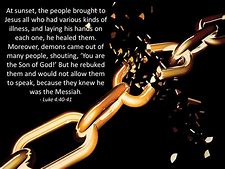 At sunset, the people brought to
Jesus all who had various kinds of
illness, and laying his hands on
each one, he healed them.
Moreover, demons came out of
many people, shouting, "You are
the Son of God!" But he rebuked
them and would not allow them
to speak, because they knew he
was the Messiah.
- Luke 4:40-41